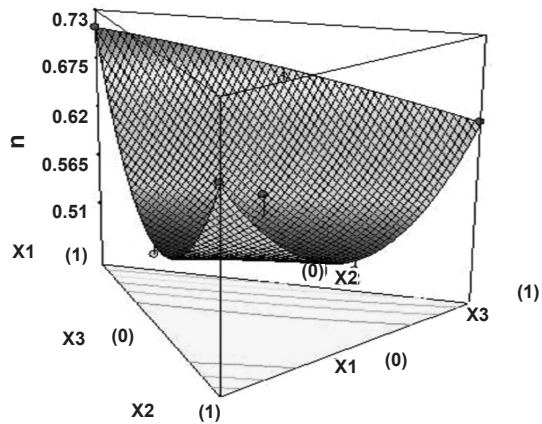 0.73
0.675
0.62
n
0.565
0.51
X1 (1)
(0)
X2
(1)
X3
X3 (0)
X1 (0)
X2 (1)